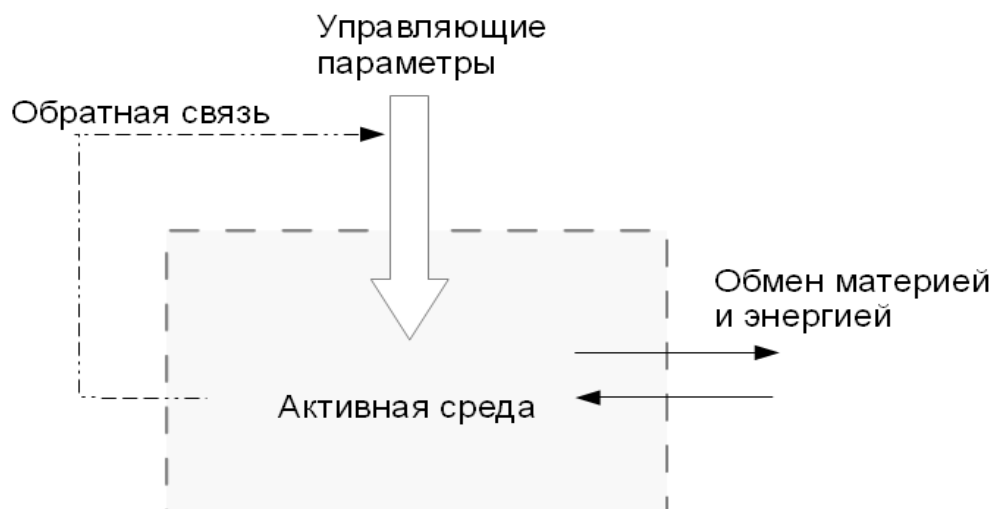 Управляющие
параметры
Обратная связь
Обмен материей
и энергией
Активная среда